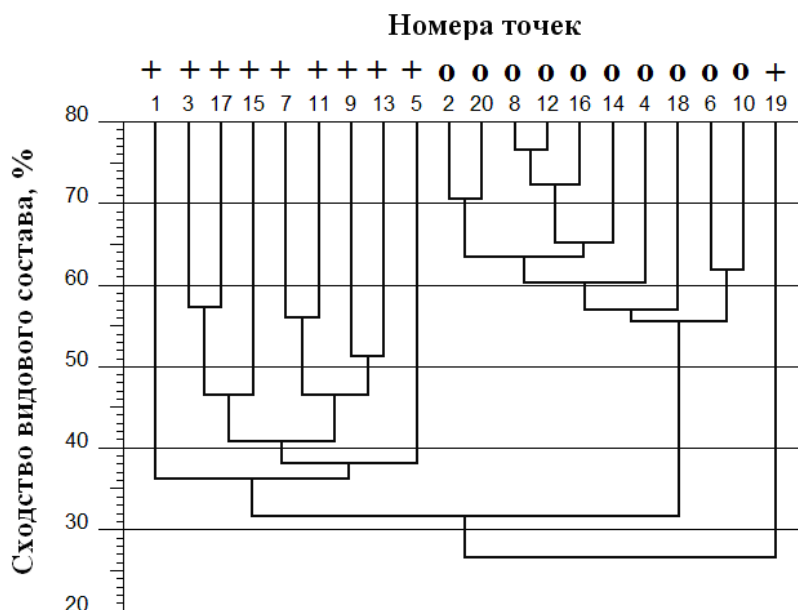 Номера точек
+ + + + + + + + + o o o o o o o o o o +
1 3 17 15 7 11 9 13 5 2 20 8 12 16 14 4 18 6 10 19
80
70
60
50
40
30
20
Сходство видового состава, %